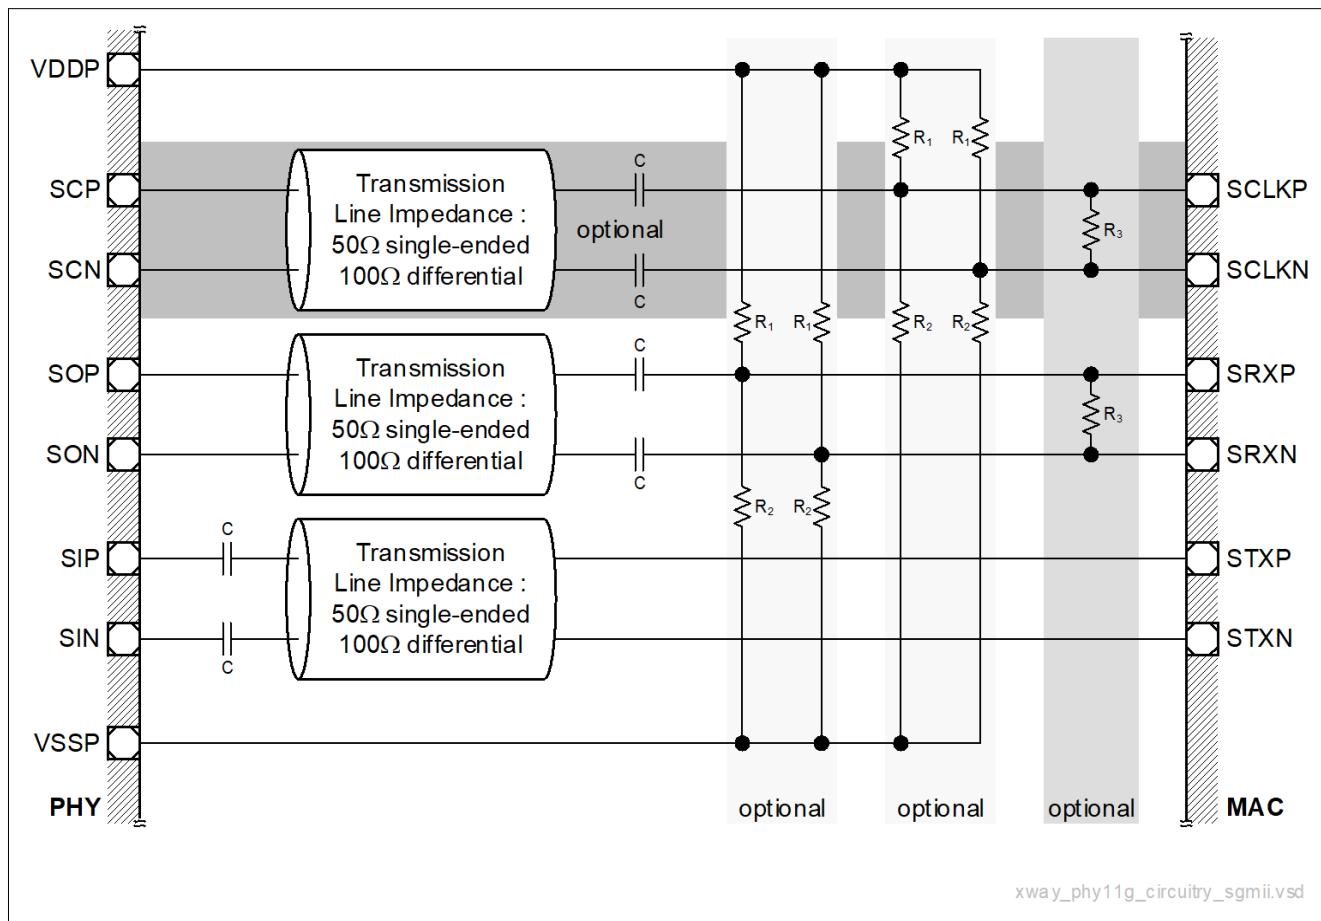 VDDP
R1 R1
SCP
Transmission
Line Impedance :
50Ω single-ended
100Ω differential
C
optional
C
SCLKP
R3
SCN
SCLKN
R1 R1 R2 R2
SOP
Transmission
Line Impedance :
50Ω single-ended
100Ω differential
C
C
SRXP
R3
SON
SRXN
R2 R2
SIP
C
C
Transmission
Line Impedance :
50Ω single-ended
100Ω differential
STXP
SIN
STXN
VSSP
PHY
optional
optional
optional
MAC
xway_phy11g_circuitry_sgmii.vsd